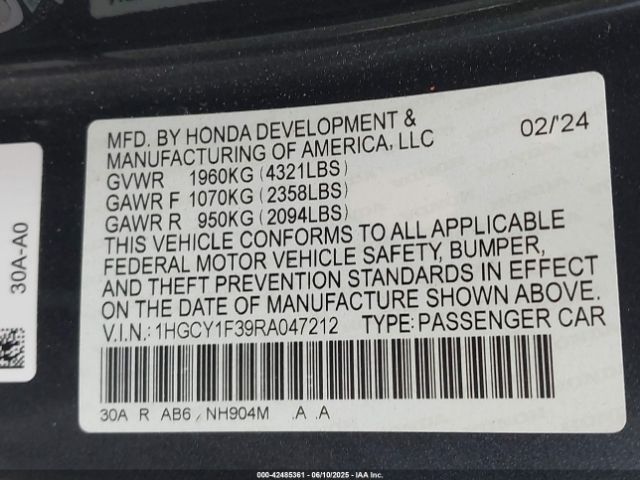 MFD. BY HONDA DEVELOPMENT & 02/'24
MANUFACTURING OF AMERICA, LLC
GVWR 1960KG (4321LBS)
GAWR F 1070KG (2358LBS)
GAWR R 950KG (2094LBS)
THIS VEHICLE CONFORMS TO ALL APPLICABLE
FEDERAL MOTOR VEHICLE SAFETY, BUMPER,
AND THEFT PREVENTION STANDARDS IN EFFECT
ON THE DATE OF MANUFACTURE SHOWN ABOVE.
V.I.N.: 1HGCY1F39RA047212 TYPE: PASSENGER CAR
30A R AB6 NH904M .A .A
30A-A0
000-42485361 - 06/10/2025 - IAA Inc.